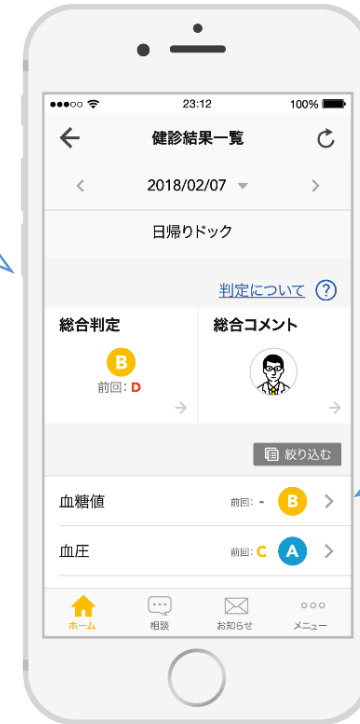 ●●●○○ 23:12 100%
健診結果一覧
< 2018/02/07 ▼ >
日帰りドック
判定について ?
総合判定 総合コメント
B
前回: D
絞り込む
血糖値 前回: - B
血圧 前回: C A
ホーム 相談 お知らせ メニュー